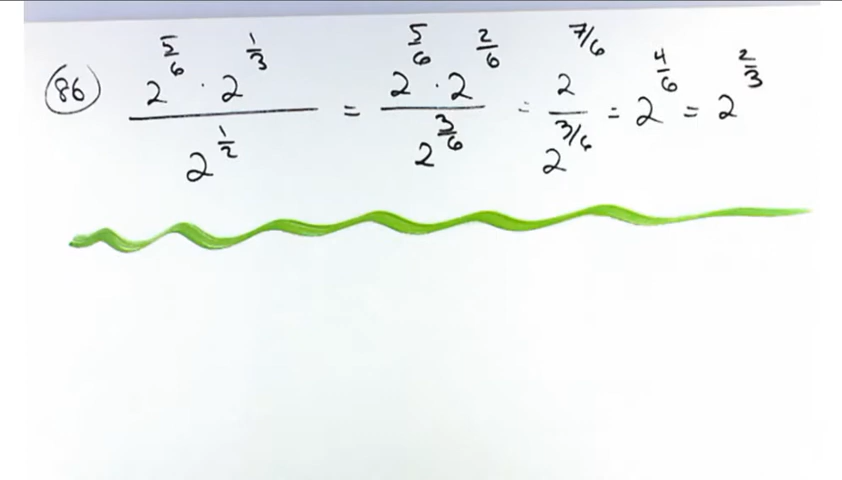 (86) (2^(5/6) · 2^(1/3)) / 2^(1/2) = (2^(5/6) · 2^(2/6)) / 2^(3/6) = 2^(7/6) / 2^(3/6) = 2^(4/6) = 2^(2/3)